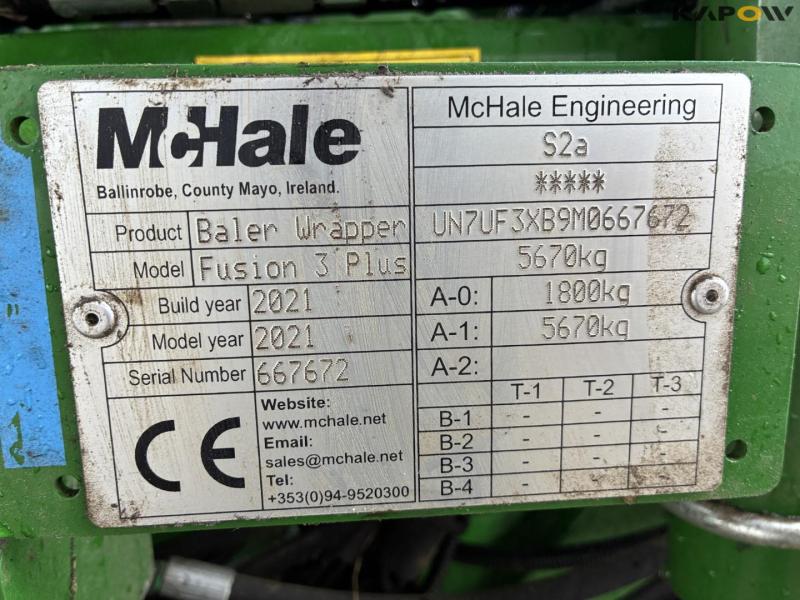 KAPOW
McHale
Ballinrobe, County Mayo, Ireland.
Product Baler Wrapper
Model Fusion 3 Plus
Build year 2021
Model year 2021
Serial Number 667672
CE
Website:
www.mchale.net
Email:
sales@mchale.net
Tel:
+353(0)94-9520300
McHale Engineering
S2a
*****
UN7UF3XB9M0667672
5670kg
A-0: 1800kg
A-1: 5670kg
A-2:
T-1 T-2 T-3
B-1 - - -
B-2 - - -
B-3 - - -
B-4 - - -